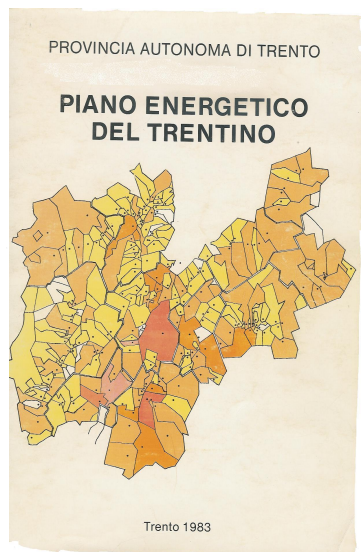 PROVINCIA AUTONOMA DI TRENTO
PIANO ENERGETICO
DEL TRENTINO
Trento 1983